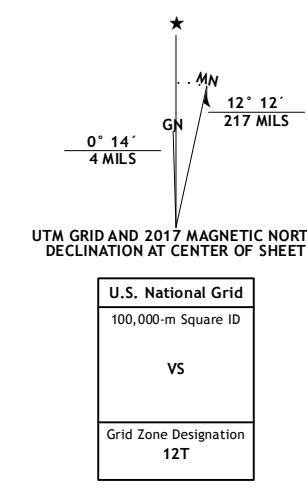 ★
MN
12° 12´
217 MILS
GN
0° 14´
4 MILS
UTM GRID AND 2017 MAGNETIC NORT
DECLINATION AT CENTER OF SHEET
U.S. National Grid
100,000-m Square ID
VS
Grid Zone Designation
12T